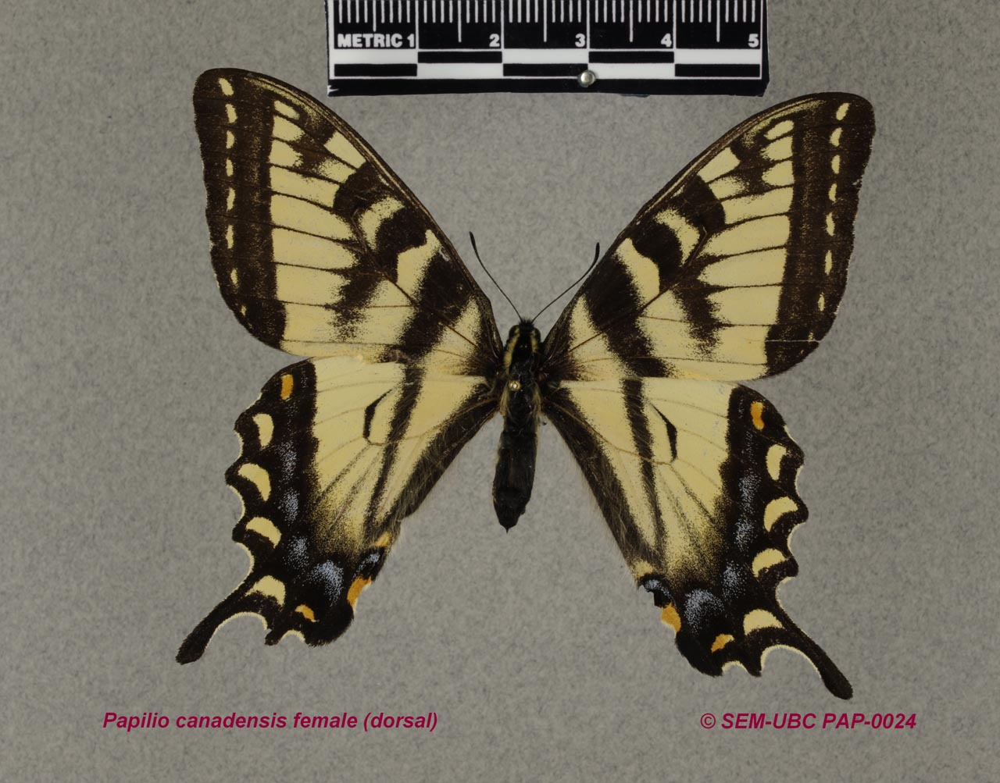 METRIC 1 2 3 4 5
Papilio canadensis female (dorsal)
© SEM-UBC PAP-0024